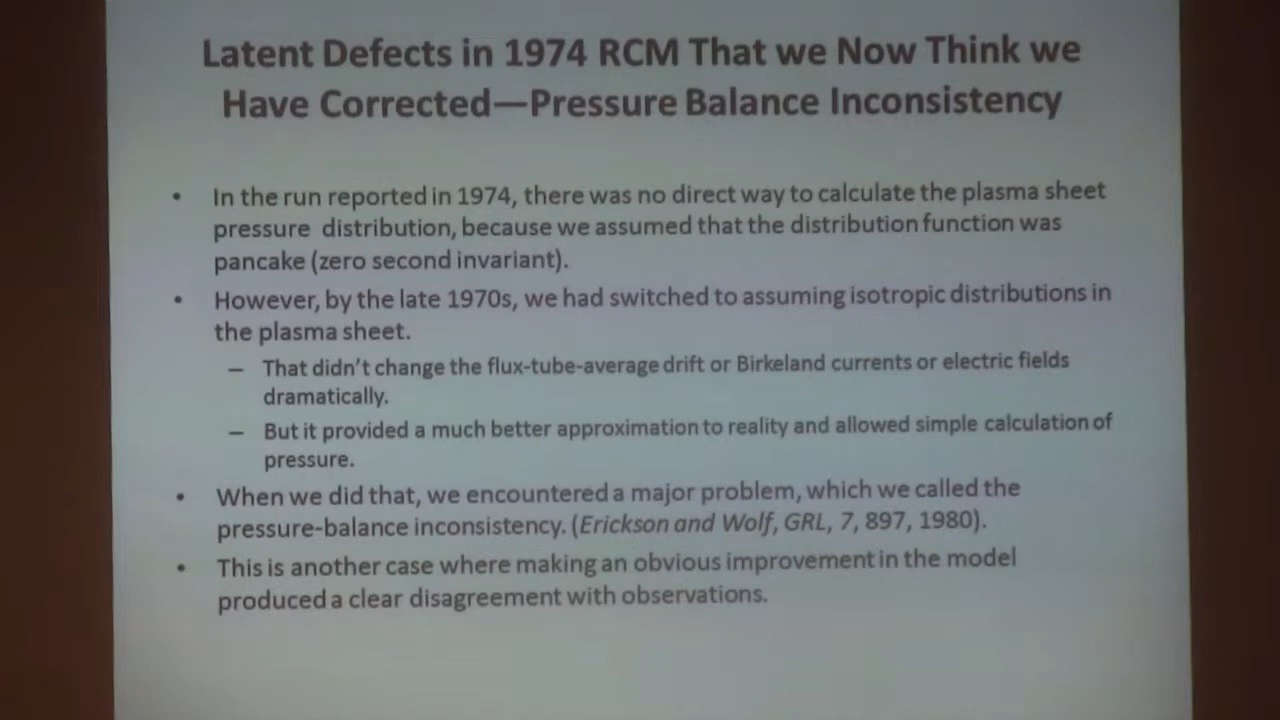 Latent Defects in 1974 RCM That we Now Think we
Have Corrected—Pressure Balance Inconsistency
• In the run reported in 1974, there was no direct way to calculate the plasma sheet
pressure distribution, because we assumed that the distribution function was
pancake (zero second invariant).
• However, by the late 1970s, we had switched to assuming isotropic distributions in
the plasma sheet.
– That didn't change the flux-tube-average drift or Birkeland currents or electric fields
dramatically.
– But it provided a much better approximation to reality and allowed simple calculation of
pressure.
• When we did that, we encountered a major problem, which we called the
pressure-balance inconsistency. (Erickson and Wolf, GRL, 7, 897, 1980).
• This is another case where making an obvious improvement in the model
produced a clear disagreement with observations.